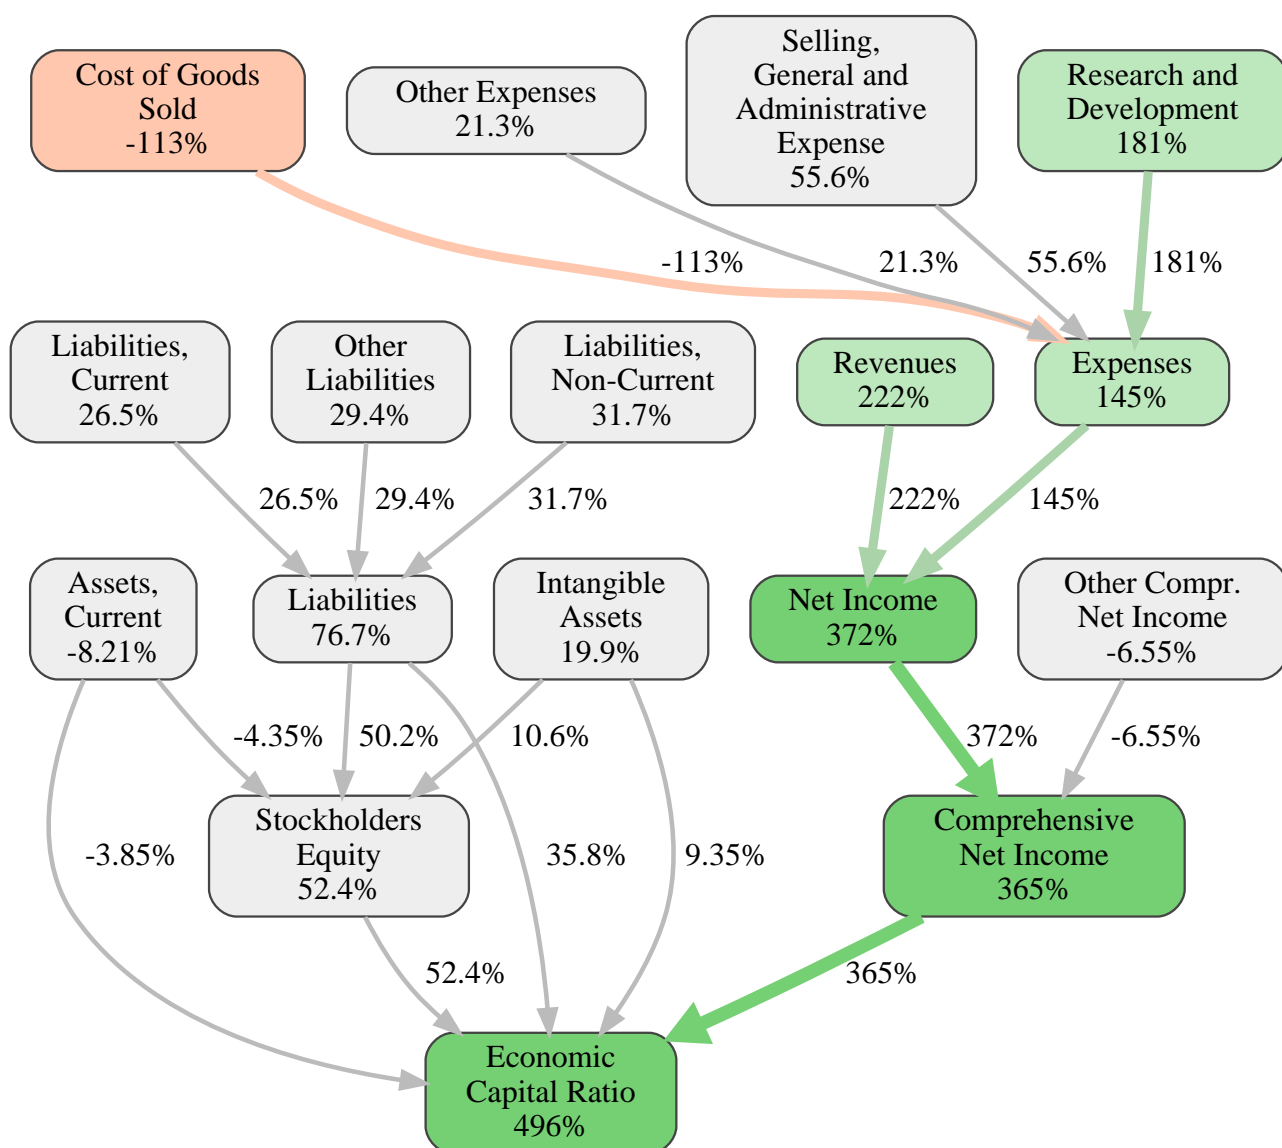 Cost of Goods
Sold
-113%
Other Expenses
21.3%
Selling,
General and
Administrative
Expense
55.6%
Research and
Development
181%
-113%
21.3%
55.6%
181%
Liabilities,
Current
26.5%
Other
Liabilities
29.4%
Liabilities,
Non-Current
31.7%
Revenues
222%
Expenses
145%
26.5%
29.4%
31.7%
222%
145%
Assets,
Current
-8.21%
Liabilities
76.7%
Intangible
Assets
19.9%
Net Income
372%
Other Compr.
Net Income
-6.55%
-4.35%
50.2%
10.6%
372%
-6.55%
-3.85%
Stockholders
Equity
52.4%
35.8%
9.35%
Comprehensive
Net Income
365%
52.4%
365%
Economic
Capital Ratio
496%